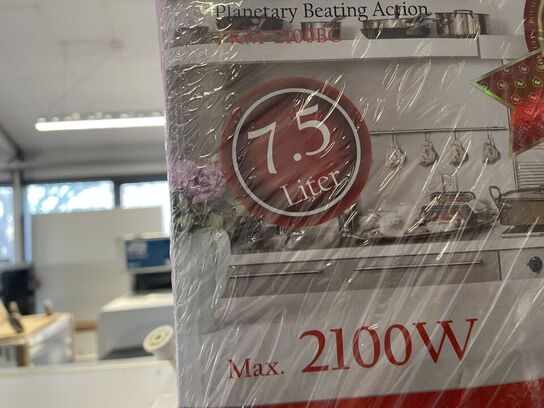 Planetary Beating Action
7.5
Liter
Max. 2100W